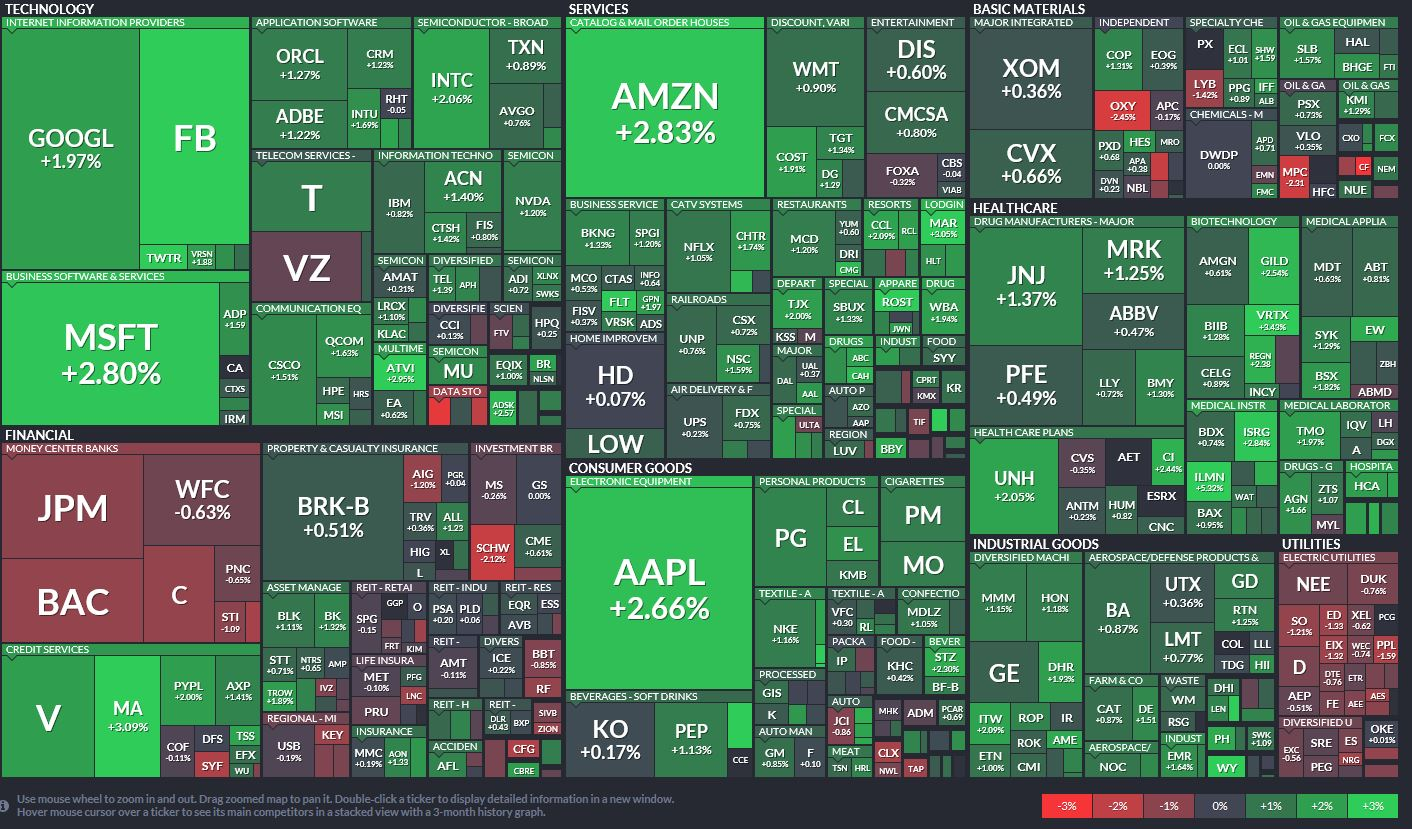 TECHNOLOGY
INTERNET INFORMATION PROVIDERS
GOOGL
+1.97%
FB
TWTR
VRSN
+1.88
APPLICATION SOFTWARE
ORCL
+1.27%
CRM
+1.23%
ADBE
+1.22%
INTU
+1.69%
RHT
-0.05
SEMICONDUCTOR - BROAD
INTC
+2.06%
TXN
+0.89%
AVGO
+0.76%
BUSINESS SOFTWARE & SERVICES
MSFT
+2.80%
ADP
+1.59
CA
CTXS
IRM
TELECOM SERVICES -
T
VZ
INFORMATION TECHNO
IBM
+0.82%
ACN
+1.40%
CTSH
+1.42%
FIS
+0.80%
SEMICON
NVDA
+1.20%
COMMUNICATION EQ
CSCO
+1.51%
QCOM
+1.63%
HPE
HRS
MSI
SEMICON
AMAT
+0.31%
LRCX
+1.10%
KLAC
DIVERSIFIED
TEL
+1.39
APH
SEMICON
ADI
+0.72
XLNX
SWKS
DIVERSIFIE
CCI
+0.13%
SCIEN
FTV
HPQ
+0.25
MULTIME
ATVI
+2.95%
EA
+0.62%
SEMICON
MU
DATA STO
EQIX
+1.00%
BR
NLSN
ADSK
+2.57
SERVICES
CATALOG & MAIL ORDER HOUSES
AMZN
+2.83%
DISCOUNT, VARI
WMT
+0.90%
COST
+1.91%
TGT
+1.34%
DG
+1.29
ENTERTAINMENT
DIS
+0.60%
CMCSA
+0.80%
FOXA
-0.32%
CBS
-0.04
VIAB
BUSINESS SERVICE
BKNG
+1.33%
SPGI
+1.20%
MCO
+0.53%
CTAS
INFO
+0.64
FLT
GPN
+1.97
FISV
+0.37%
VRSK
ADS
CATV SYSTEMS
NFLX
+1.05%
CHTR
+1.74%
RESTAURANTS
MCD
+1.20%
YUM
+0.60
DRI
CMG
RESORTS
CCL
+2.09%
RCL
LODGIN
MAR
+3.05%
HLT
HOME IMPROVEM
HD
+0.07%
LOW
RAILROADS
UNP
+0.76%
CSX
+0.72%
NSC
+1.59%
AIR DELIVERY & F
UPS
+0.23%
FDX
+0.75%
DEPART
TJX
+2.00%
KSS
M
SPECIAL
SBUX
+1.33%
APPARE
ROST
JWN
DRUG
WBA
+1.94%
MAJOR
DAL
UAL
+0.37
AAL
DRUGS
ABC
CAH
INDUST
FOOD
SYY
SPECIAL
ULTA
AUTO P
AZO
AAP
CPRT
KMX
KR
REGION
LUV
TIF
BBY
BASIC MATERIALS
MAJOR INTEGRATED
XOM
+0.36%
CVX
+0.66%
INDEPENDENT
COP
+1.31%
EOG
+0.39%
OXY
-2.45%
APC
-0.17%
PXD
+0.68
HES
MRO
APA
+0.28
DVN
+0.23
NBL
SPECIALTY CHE
PX
ECL
+1.01
SHW
+1.59
LYB
-1.42%
PPG
+0.89
IFF
ALB
CHEMICALS - M
DWDP
0.00%
APD
+0.71
EMN
FMC
OIL & GAS EQUIPMEN
SLB
+1.57%
HAL
BHGE
FTI
OIL & GA
PSX
+0.73%
VLO
+0.35%
MPC
-2.31
HFC
OIL & GAS
KMI
+1.29%
CXO
FCX
CF
NEM
NUE
HEALTHCARE
DRUG MANUFACTURERS - MAJOR
JNJ
+1.37%
MRK
+1.25%
ABBV
+0.47%
PFE
+0.49%
LLY
+0.72%
BMY
+1.30%
BIOTECHNOLOGY
AMGN
+0.61%
GILD
+2.54%
BIIB
+1.28%
VRTX
+3.43%
REGN
+2.38
CELG
+0.89%
INCY
MEDICAL APPLIA
MDT
+0.63%
ABT
+0.81%
SYK
+1.29%
EW
ZBH
BSX
+1.82%
ABMD
HEALTH CARE PLANS
UNH
+2.05%
CVS
-0.35%
AET
CI
+2.44%
ANTM
+0.23%
HUM
+0.82
ESRX
CNC
MEDICAL INSTR
BDX
+0.74%
ISRG
+2.84%
ILMN
+5.32%
WAT
BAX
+0.95%
MEDICAL LABORATOR
TMO
+1.97%
IQV
LH
A
DGX
DRUGS - G
AGN
+1.66
ZTS
+1.07
MYL
HOSPITA
HCA
FINANCIAL
MONEY CENTER BANKS
JPM
WFC
-0.63%
BAC
C
PNC
-0.65%
STI
-1.09
CREDIT SERVICES
V
MA
+3.09%
PYPL
+2.00%
AXP
+1.41%
COF
-0.11%
DFS
TSS
SYF
EFX
WU
PROPERTY & CASUALTY INSURANCE
BRK-B
+0.51%
AIG
-1.20%
PGR
+0.04
TRV
+0.36%
ALL
+1.23
HIG
XL
L
INVESTMENT BR
MS
-0.26%
GS
0.00%
SCHW
-2.12%
CME
+0.61%
ASSET MANAGE
BLK
+1.11%
BK
+1.32%
STT
+0.71%
NTRS
+0.65
AMP
TROW
+1.89%
IVZ
REIT - RETAI
SPG
-0.15
GGP
O
FRT
KIM
REIT - INDU
PSA
+0.20
PLD
+0.06
REIT - RES
EQR
ESS
AVB
LIFE INSURA
MET
-0.10%
PFG
LNC
PRU
REIT -
AMT
-0.11%
DIVERS
ICE
+0.22%
BBT
-0.85%
RF
REGIONAL - MI
USB
-0.19%
KEY
INSURANCE
MMC
+0.19%
AON
+1.33
REIT - H
REIT -
DLR
+0.43
BXP
SIVB
ZION
ACCIDEN
AFL
CFG
CBRE
CONSUMER GOODS
ELECTRONIC EQUIPMENT
AAPL
+2.66%
PERSONAL PRODUCTS
PG
CL
EL
KMB
CIGARETTES
PM
MO
TEXTILE - A
NKE
+1.16%
TEXTILE - A
VFC
+0.30
RL
CONFECTIO
MDLZ
+1.05%
PACKA
IP
FOOD -
KHC
+0.42%
BEVER
STZ
+2.30%
BF-B
BEVERAGES - SOFT DRINKS
KO
+0.17%
PEP
+1.13%
CCE
PROCESSED
GIS
K
AUTO
JCI
-0.86
MHK
ADM
PCAR
+0.69
AUTO MAN
GM
+0.85%
F
+0.10
MEAT
TSN
HRL
CLX
NWL
TAP
INDUSTRIAL GOODS
DIVERSIFIED MACHI
MMM
+1.15%
HON
+1.18%
GE
DHR
+1.93%
ITW
+2.09%
ROP
IR
ETN
+1.00%
ROK
AME
CMI
AEROSPACE/DEFENSE PRODUCTS &
BA
+0.87%
UTX
+0.36%
GD
LMT
+0.77%
RTN
+1.25%
COL
LLL
TDG
HII
FARM & CO
CAT
+0.87%
DE
+1.51
WASTE
WM
RSG
DHI
LEN
AEROSPACE/
NOC
INDUST
EMR
+1.64%
PH
SWK
+1.09
WY
UTILITIES
ELECTRIC UTILITIES
NEE
DUK
-0.76%
SO
-1.21%
ED
-1.33
XEL
-0.62
PCG
D
EIX
-1.32
WEC
-0.74
PPL
-1.59
DTE
-0.76
ETR
AEP
-0.51%
FE
AEE
AES
DIVERSIFIED U
EXC
-0.56
SRE
ES
PEG
NRG
OKE
+0.01%
Use mouse wheel to zoom in and out. Drag zoomed map to pan it. Double-click a ticker to display detailed information in a new window.
Hover mouse cursor over a ticker to see its main competitors in a stacked view with a 3-month history graph.
-3%
-2%
-1%
0%
+1%
+2%
+3%